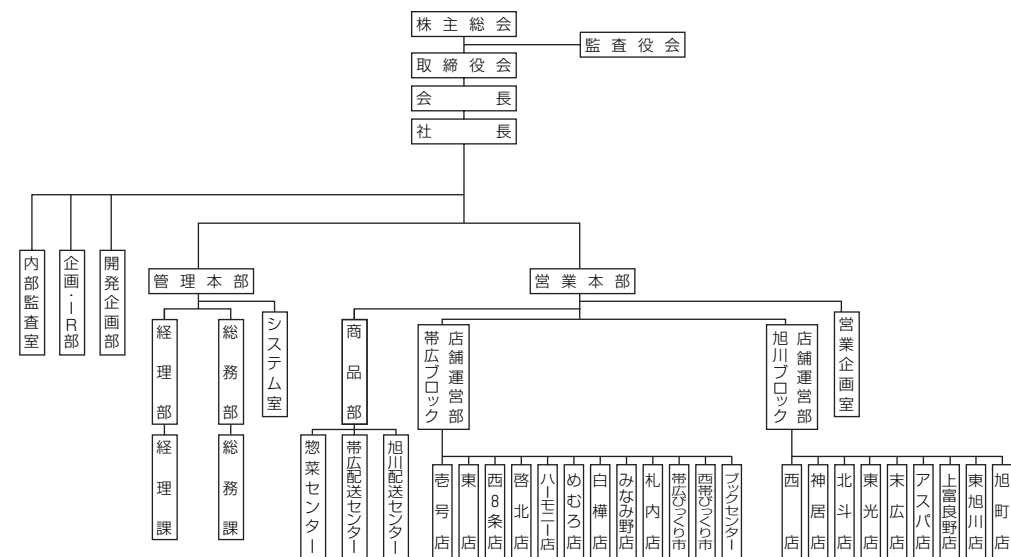 株主総会
監査役会
取締役会
会長
社長
内部監査室
企画・IR部
開発企画部
管理本部
営業本部
経理部
総務部
システム室
商品部
店舗運営部
帯広ブロック
店舗運営部
旭川ブロック
営業企画室
経理課
総務課
惣菜センター
帯広配送センター
旭川配送センター
壱号店
東店
西8条店
啓北店
ハーモニー店
めむろ店
白樺店
みなみ野店
札内店
帯広びっくり市
西帯びっくり市
ブックセンター
西店
神居店
北斗店
東光店
末広店
アスパ店
上富良野店
東旭川店
旭町店